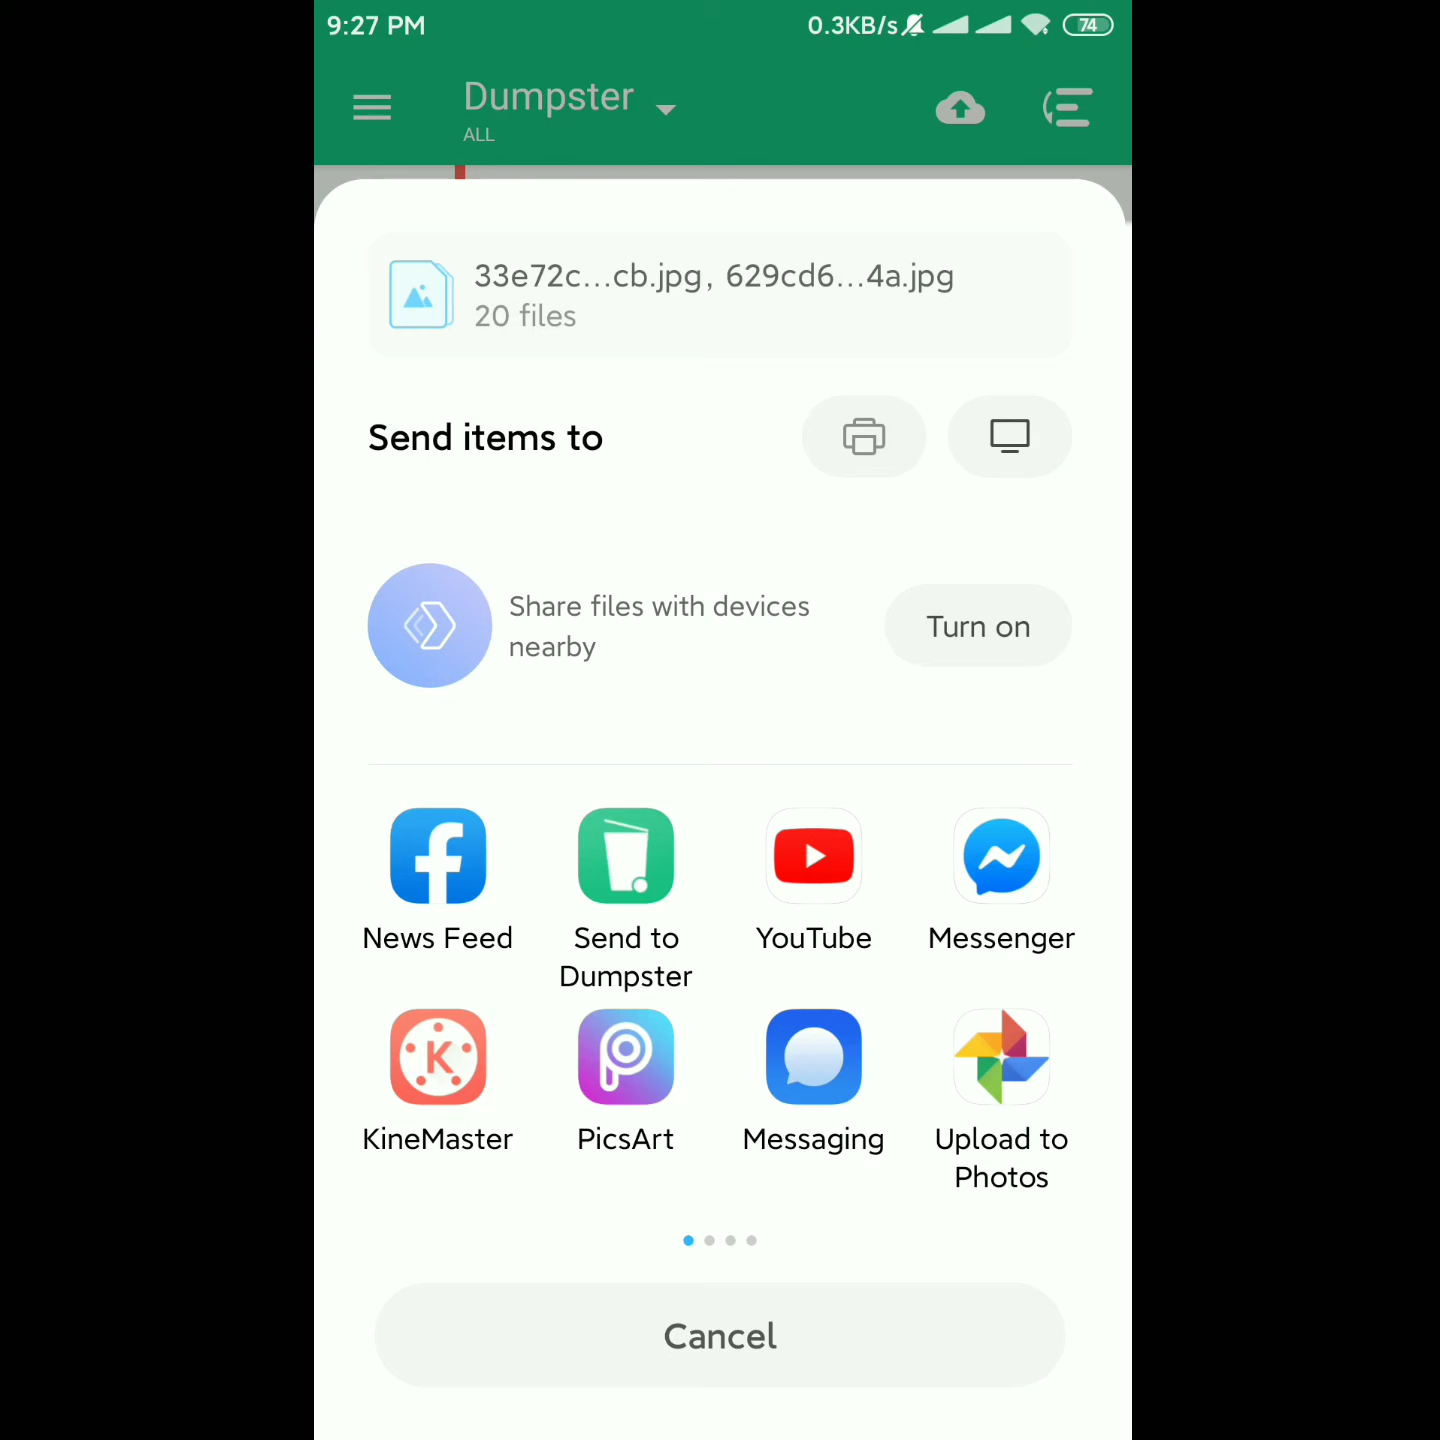 9:27 PM
0.3KB/s
74
Dumpster
ALL
33e72c...cb.jpg, 629cd6...4a.jpg
20 files
Send items to
Share files with devices
nearby
Turn on
News Feed
Send to
Dumpster
YouTube
Messenger
K
KineMaster
PicsArt
Messaging
Upload to
Photos
Cancel